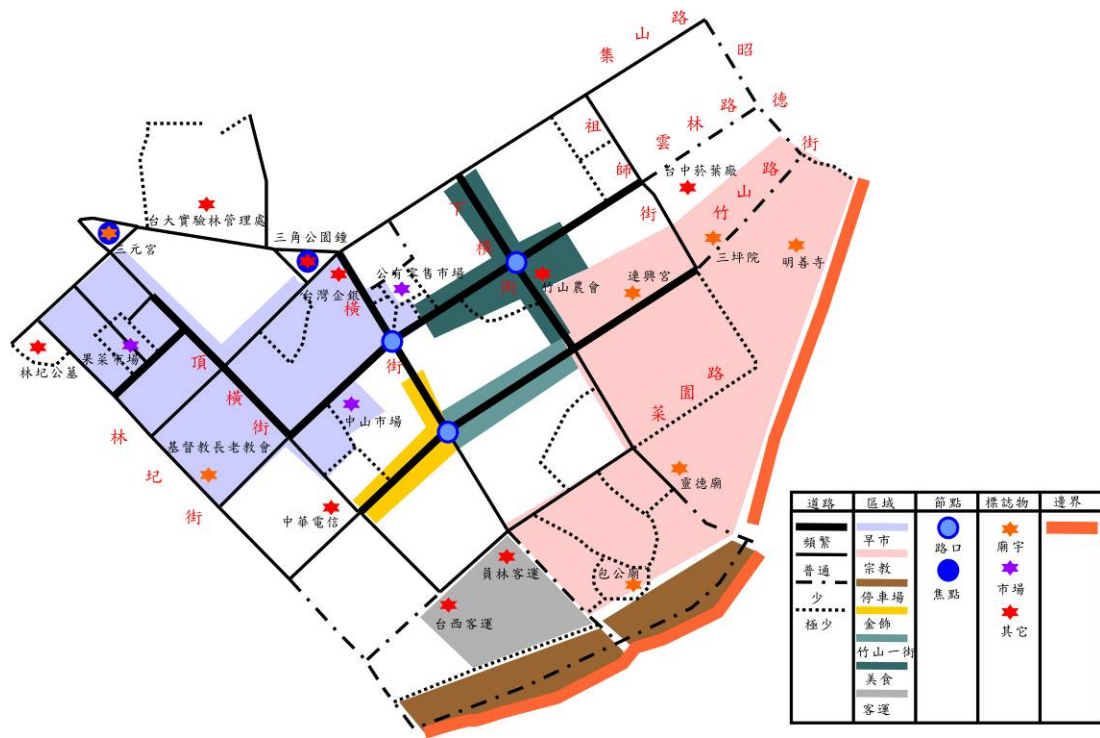 集山路
昭德街
祖師街
雲林路
台中菸葉廠
竹山路
下橫街
台大實驗林管理處
三元宮
三角公園鐘
公有零售市場
台灣企銀
橫街
竹山農會
連興宮
三坪院
明善寺
林圯公墓
果菜市場
頂橫街
中山市場
菜園路
林圯街
基督教長老教會
靈德廟
中華電信
員林客運
包公廟
台西客運
道路
區域
節點
標誌物
邊界
頻繁
普通
少
極少
早市
宗教
停車場
金飾
竹山一街
美食
客運
路口
焦點
廟宇
市場
其它